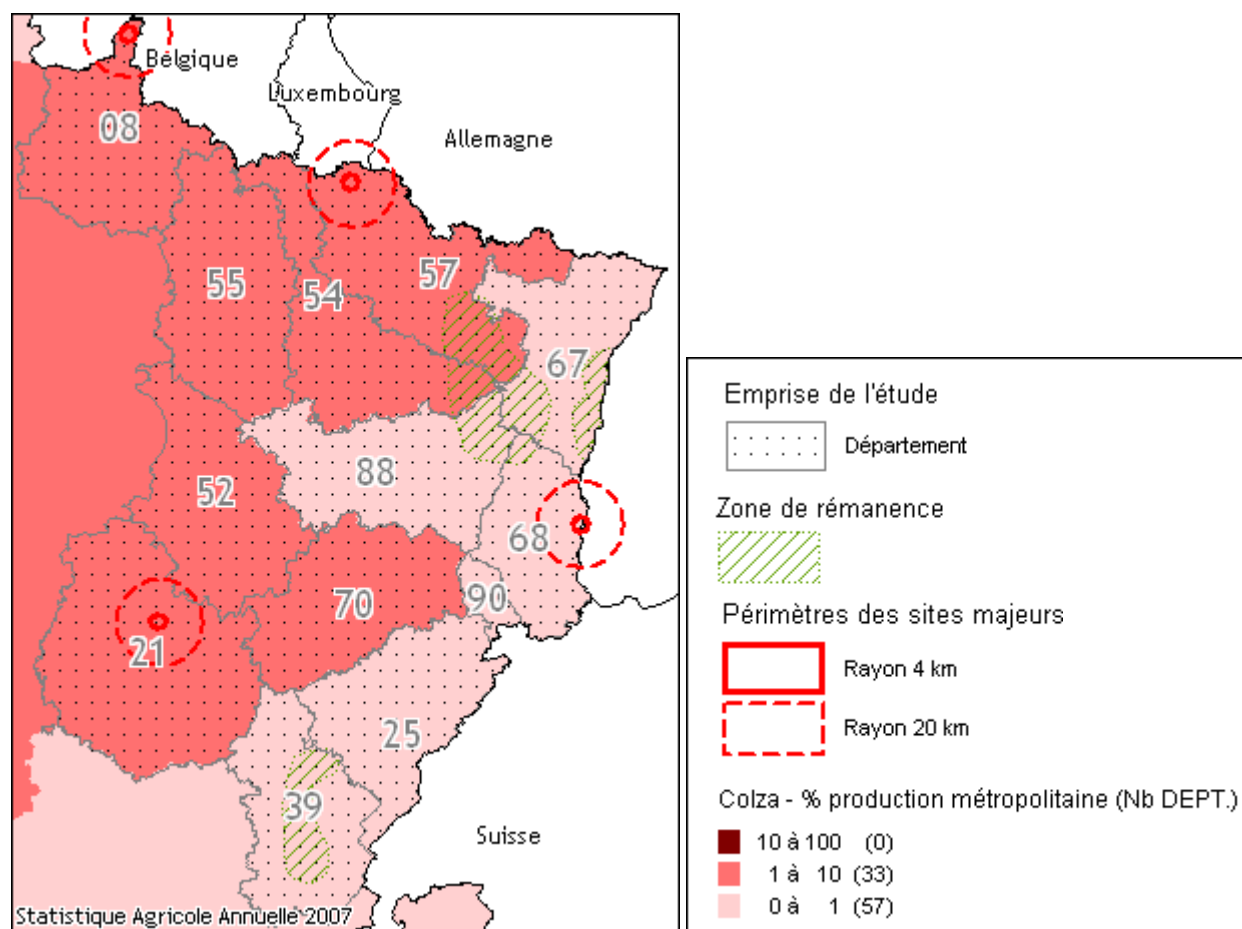 Belgique
Luxembourg
Allemagne
08
55
54
57
67
88
52
68
70
90
21
25
39
Suisse
Statistique Agricole Annuelle 2007
Emprise de l'étude
Département
Zone de rémanence
Périmètres des sites majeurs
Rayon 4 km
Rayon 20 km
Colza - % production métropolitaine (Nb DEPT.)
10 à 100 (0)
1 à 10 (33)
0 à 1 (57)